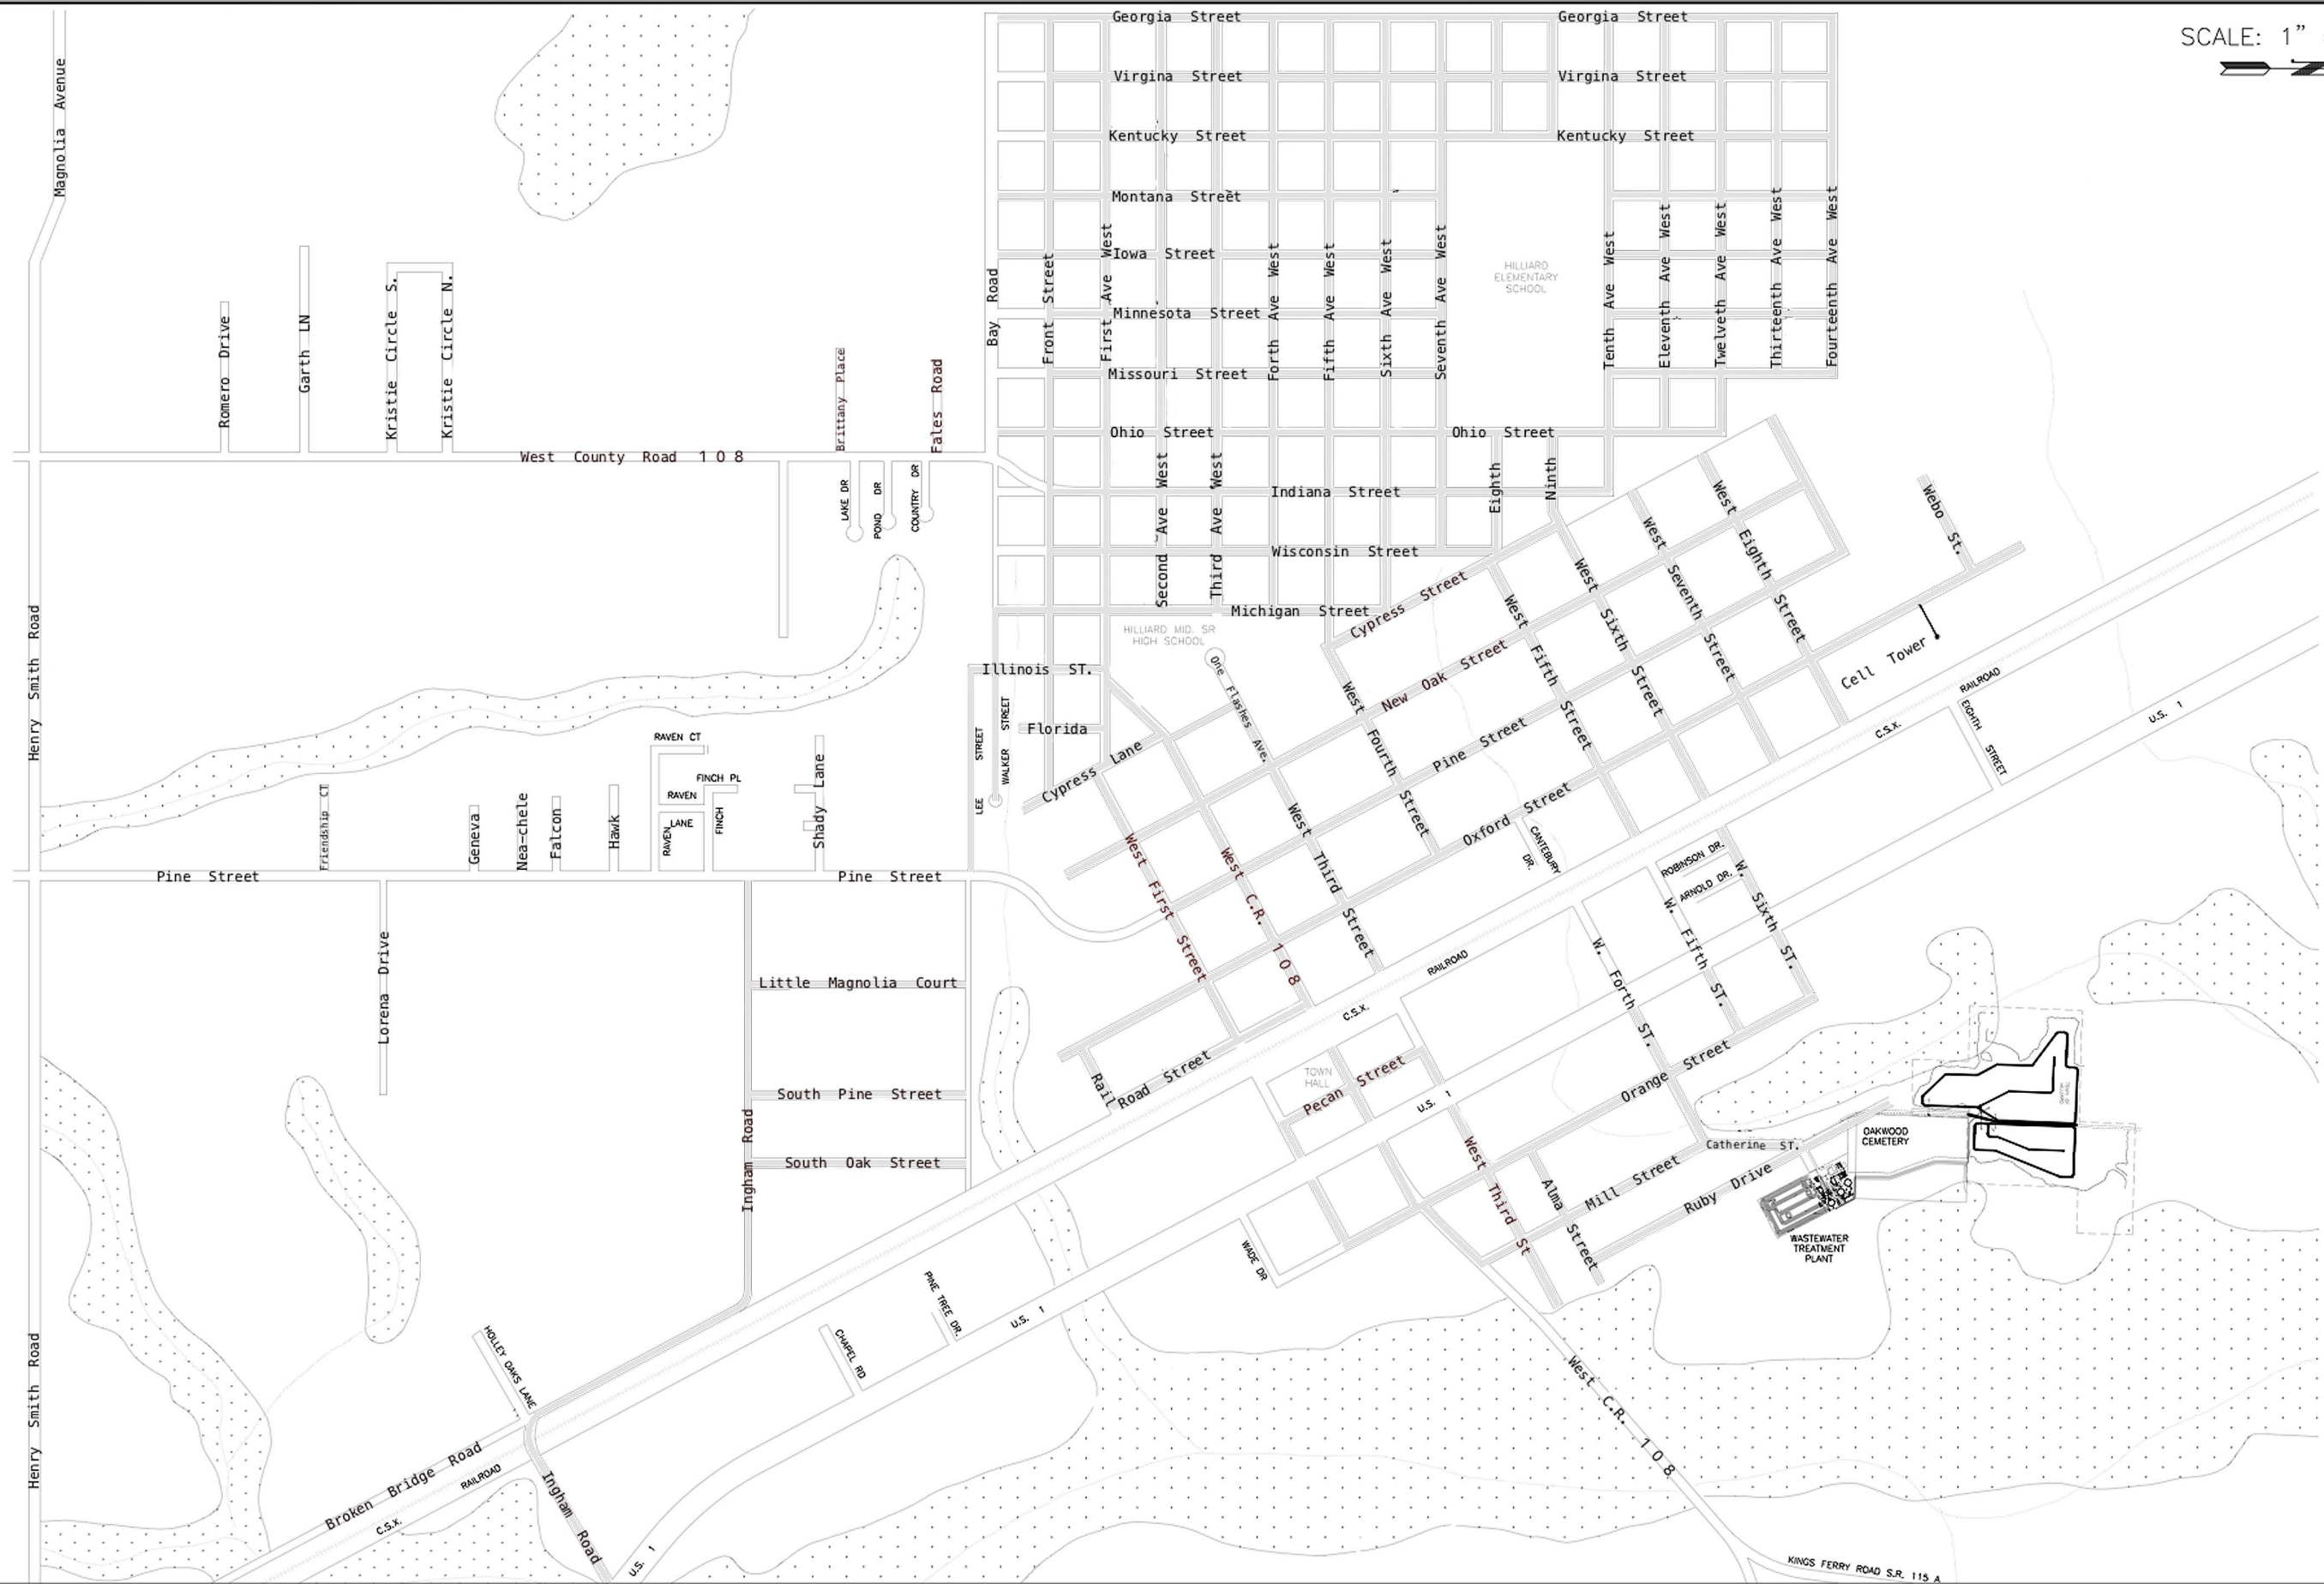 Georgia Street
Georgia Street
SCALE: 1"
Virgina Street
Virgina Street
Magnolia Avenue
Kentucky Street
Kentucky Street
Montana Street
Iowa Street
Minnesota Street
Missouri Street
Ohio Street
Ohio Street
Indiana Street
Wisconsin Street
Michigan Street
Bay Road
Front Street
First Ave West
Second Ave West
Third Ave West
Forth Ave West
Fifth Ave West
Sixth Ave West
Seventh Ave West
Eighth
Ninth
Tenth Ave West
Eleventh Ave West
Twelveth Ave West
Thirteenth Ave West
Fourteenth Ave West
HILLIARD
ELEMENTARY
SCHOOL
Romero Drive
Garth LN
Kristie Circle S.
Kristie Circle N.
Brittany Place
Fales Road
West County Road 108
LAKE DR
POND DR
COUNTRY DR
Henry Smith Road
HILLIARD MID. SR
HIGH SCHOOL
Illinois ST.
Florida
LEE STREET
WALKER STREET
Cypress Lane
One Flashes Ave.
Cypress Street
New Oak Street
Pine Street
Oxford Street
West Fourth Street
West Fifth Street
West Sixth Street
West Seventh Street
West Eighth Street
Webo St.
Cell Tower
RAILROAD
C.S.X.
EIGHTH STREET
U.S. 1
RAVEN CT
FINCH PL
RAVEN
LANE
RAVEN
FINCH
Shady Lane
Friendship CT
Geneva
Nea-chele
Falcon
Hawk
Pine Street
Pine Street
Lorena Drive
Little Magnolia Court
South Pine Street
South Oak Street
Ingham Road
West First Street
West C.R. 108
West Third Street
CANTEBURY
DR.
ROBINSON DR.
ARNOLD DR.
W. Sixth ST.
W. Fifth ST.
W. Forth ST.
RAILROAD
C.S.X.
Rail
Road Street
TOWN
HALL
Pecan Street
U.S. 1
Orange Street
Catherine ST.
OAKWOOD
CEMETERY
Mill Street
Ruby Drive
West Third St
Alma Street
WASTEWATER
TREATMENT
PLANT
WADE DR
PINE TREE DR.
U.S. 1
CHAPEL RD
HOLLEY OAKS LANE
Henry Smith Road
Broken Bridge Road
RAILROAD
C.S.X.
Ingham Road
U.S. 1
West C.R. 108
KINGS FERRY ROAD S.R. 115 A